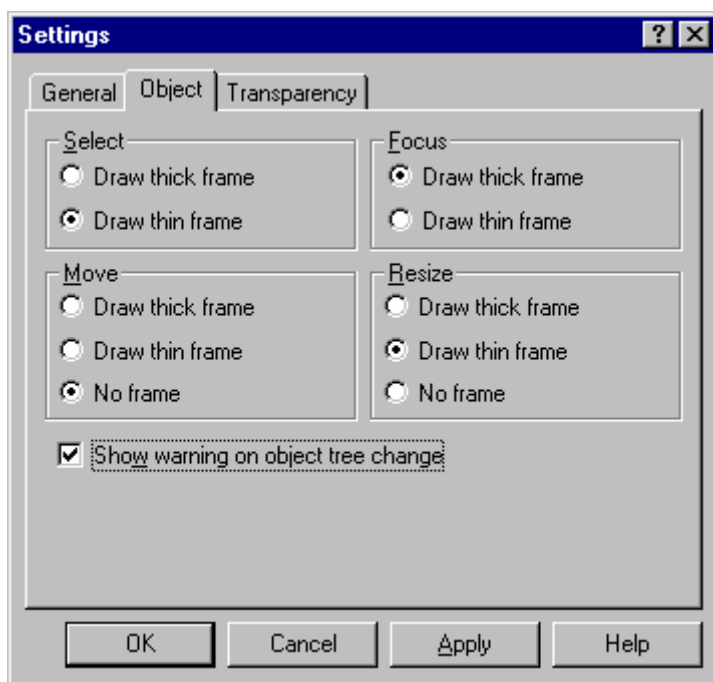 Settings
General Object Transparency
Select
Draw thick frame
Draw thin frame
Focus
Draw thick frame
Draw thin frame
Move
Draw thick frame
Draw thin frame
No frame
Resize
Draw thick frame
Draw thin frame
No frame
Show warning on object tree change
OK Cancel Apply Help